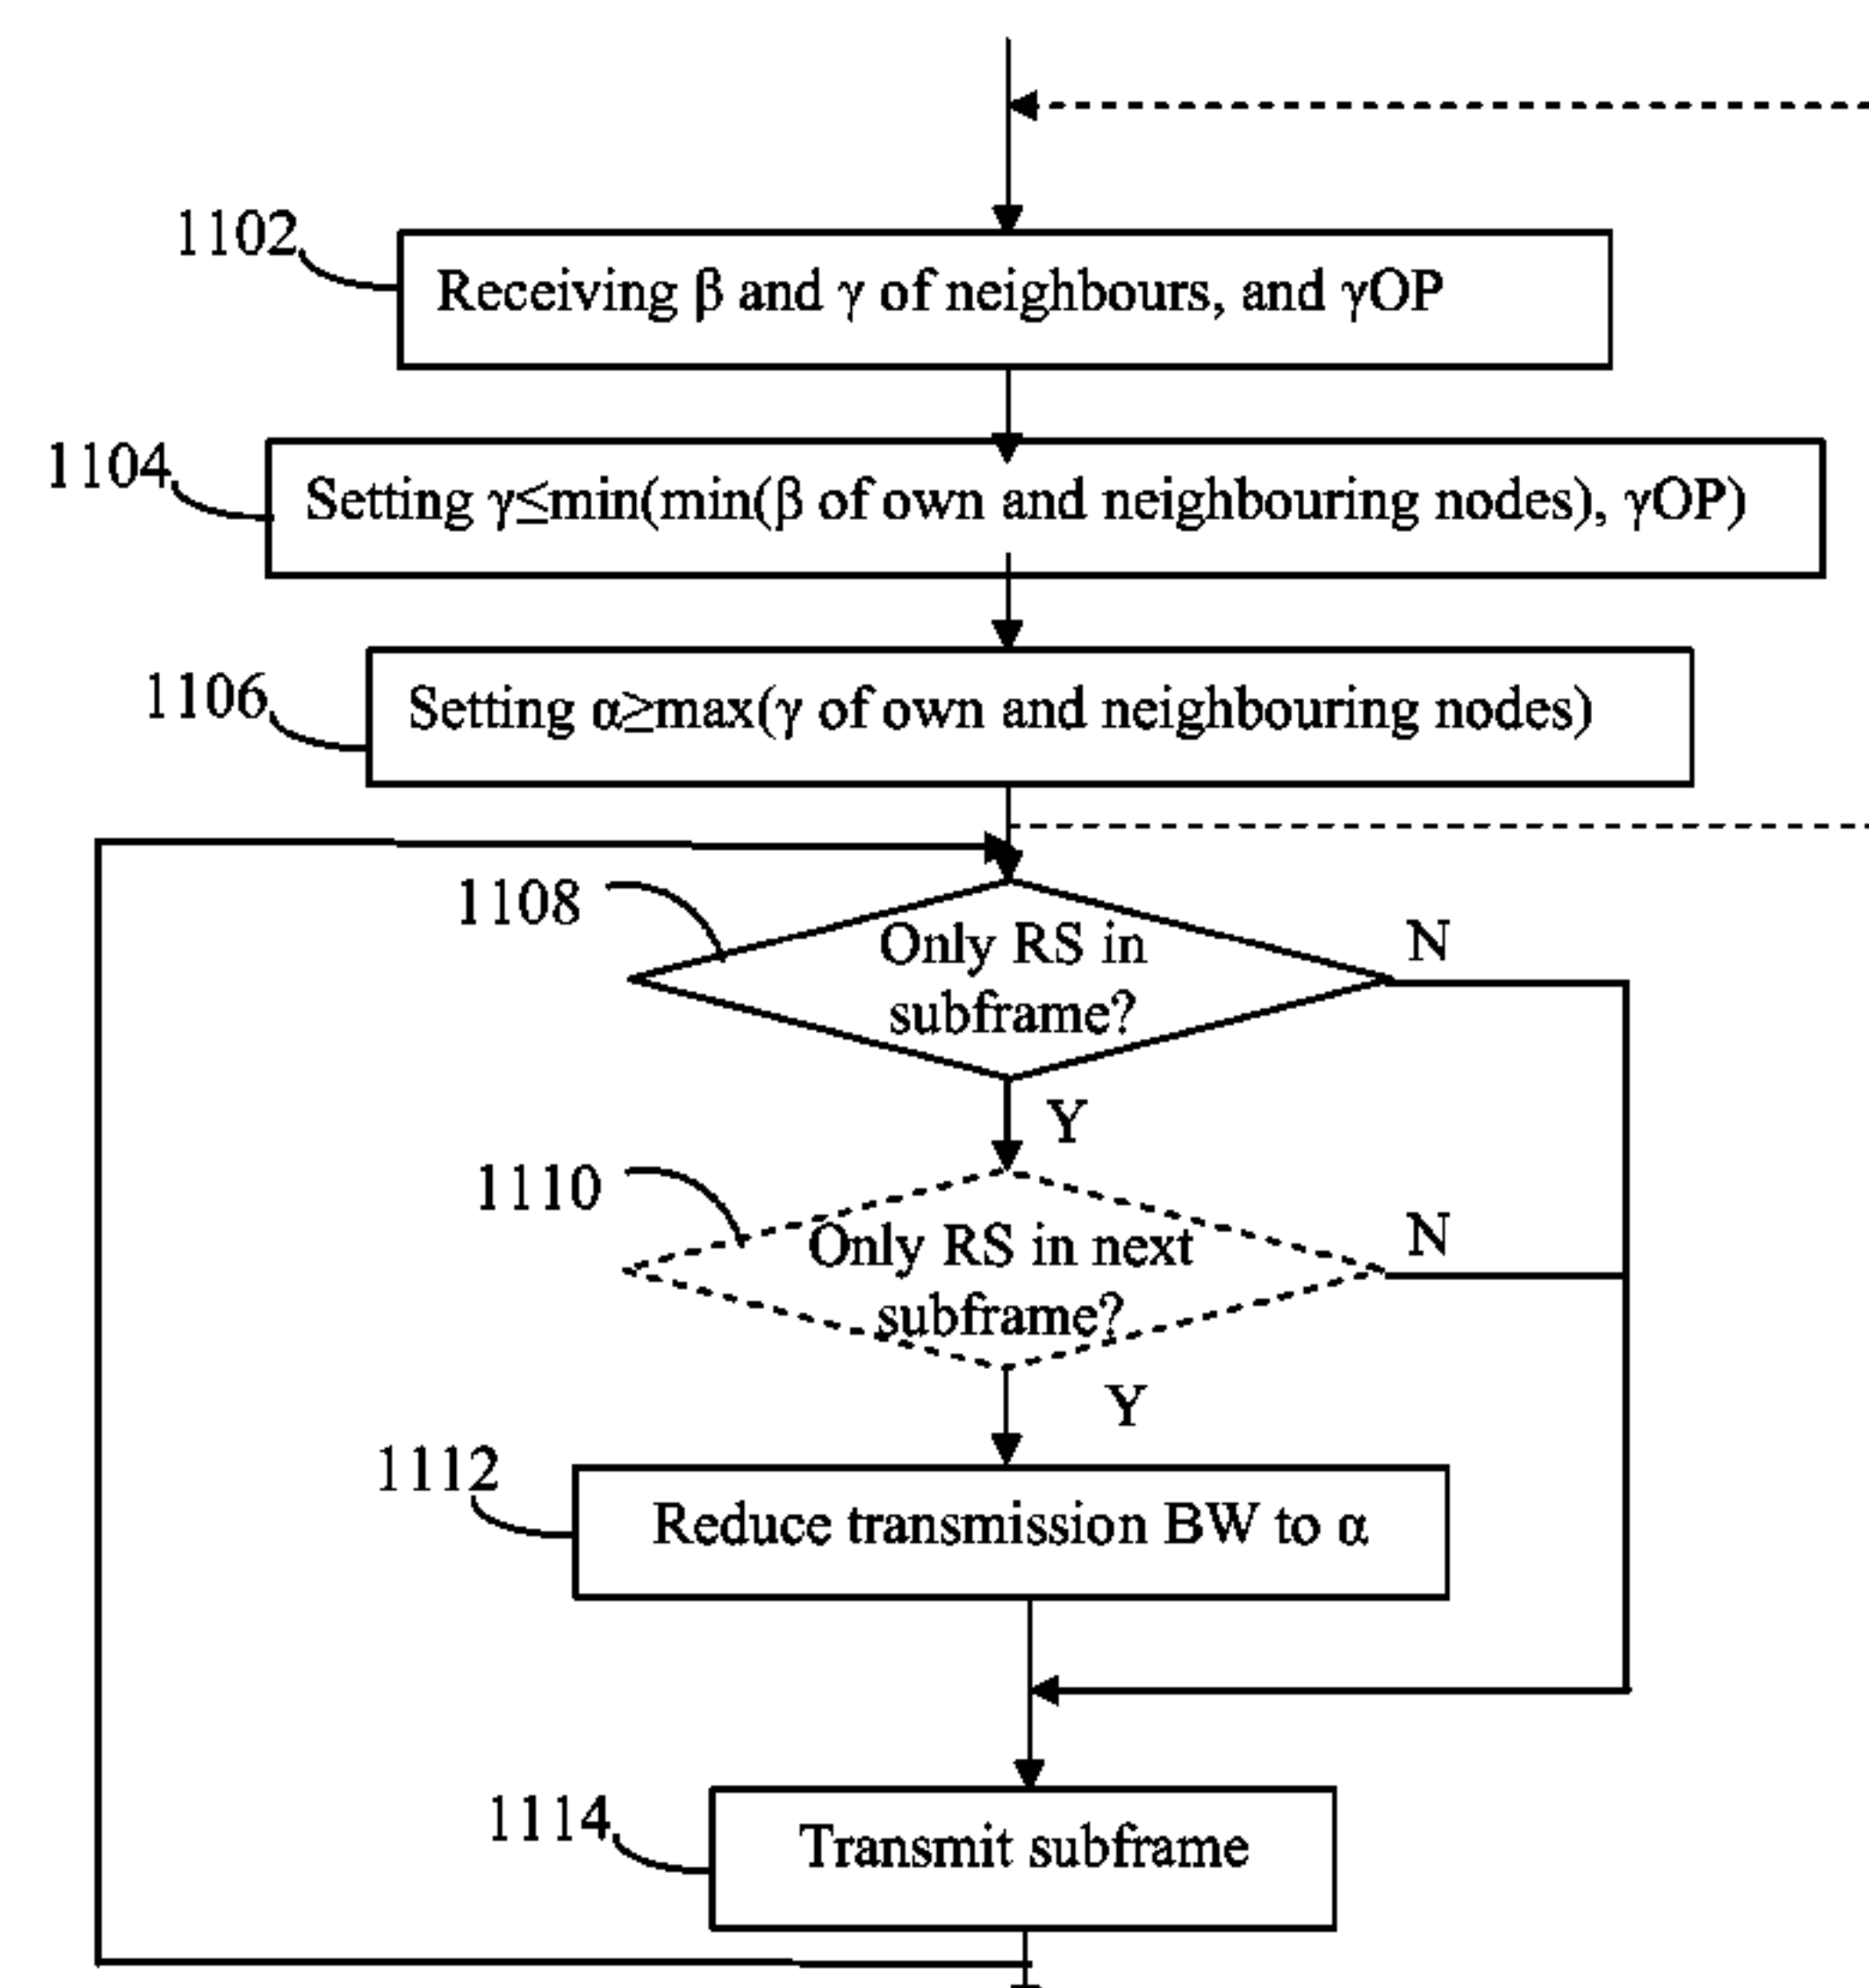 1102
Receiving β and γ of neighbours, and γOP
1104
Setting γ≤min(min(β of own and neighbouring nodes), γOP)
1106
Setting α≥max(γ of own and neighbouring nodes)
1108
Only RS in
subframe?
N
Y
1110
Only RS in next
subframe?
N
Y
1112
Reduce transmission BW to α
1114
Transmit subframe